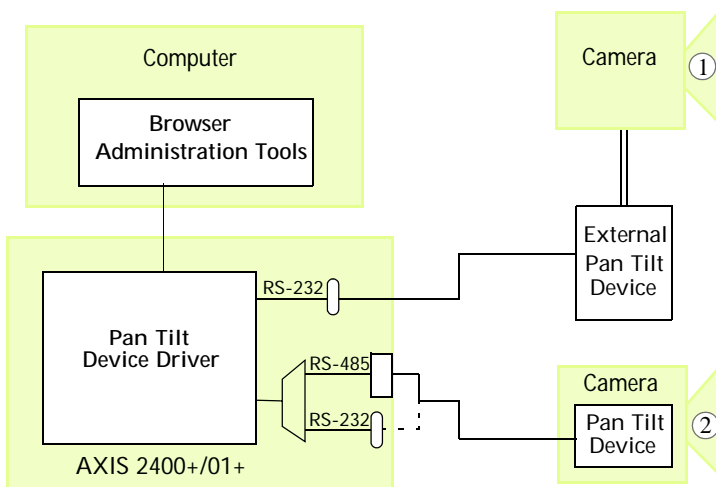 Computer
Browser
Administration Tools
Camera
1
External
Pan Tilt
Device
RS-232
Pan Tilt
Device Driver
RS-485
RS-232
AXIS 2400+/01+
Camera
Pan Tilt
Device
2